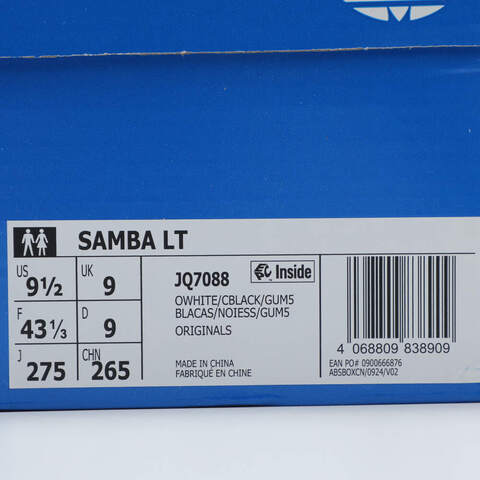 SAMBA LT
US 9½ UK 9
F 43⅓ D 9
J 275 CHN 265
JQ7088 Inside
OWHITE/CBLACK/GUM5
BLACAS/NOIESS/GUM5
ORIGINALS
MADE IN CHINA
FABRIQUÉ EN CHINE
4 068809 838909
EAN PO# 0900666876
ABSBOXCN/0924/V02